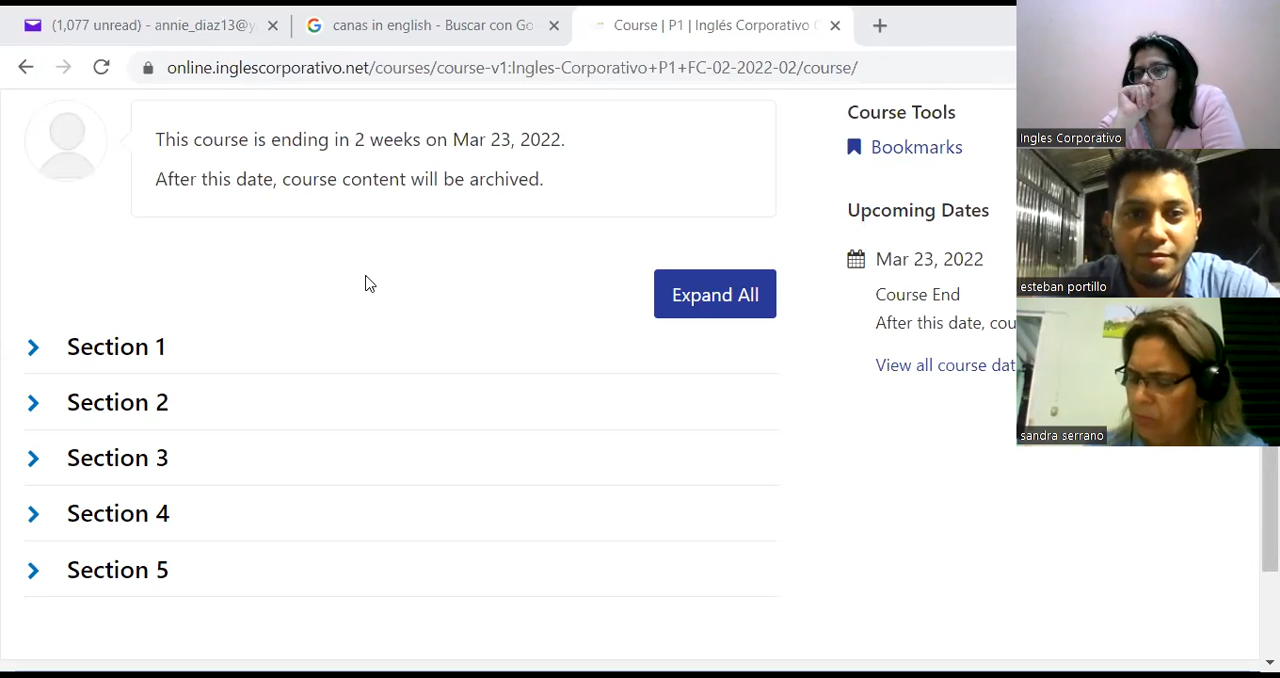 (1,077 unread) - annie_diaz13@y
canas in english - Buscar con Go
Course | P1 | Inglés Corporativo
online.inglescorporativo.net/courses/course-v1:Ingles-Corporativo+P1+FC-02-2022-02/course/
This course is ending in 2 weeks on Mar 23, 2022.
After this date, course content will be archived.
Expand All
Section 1
Section 2
Section 3
Section 4
Section 5
Course Tools
Bookmarks
Upcoming Dates
Mar 23, 2022
Course End
After this date, cou
View all course dat
Ingles Corporativo
esteban portillo
sandra serrano